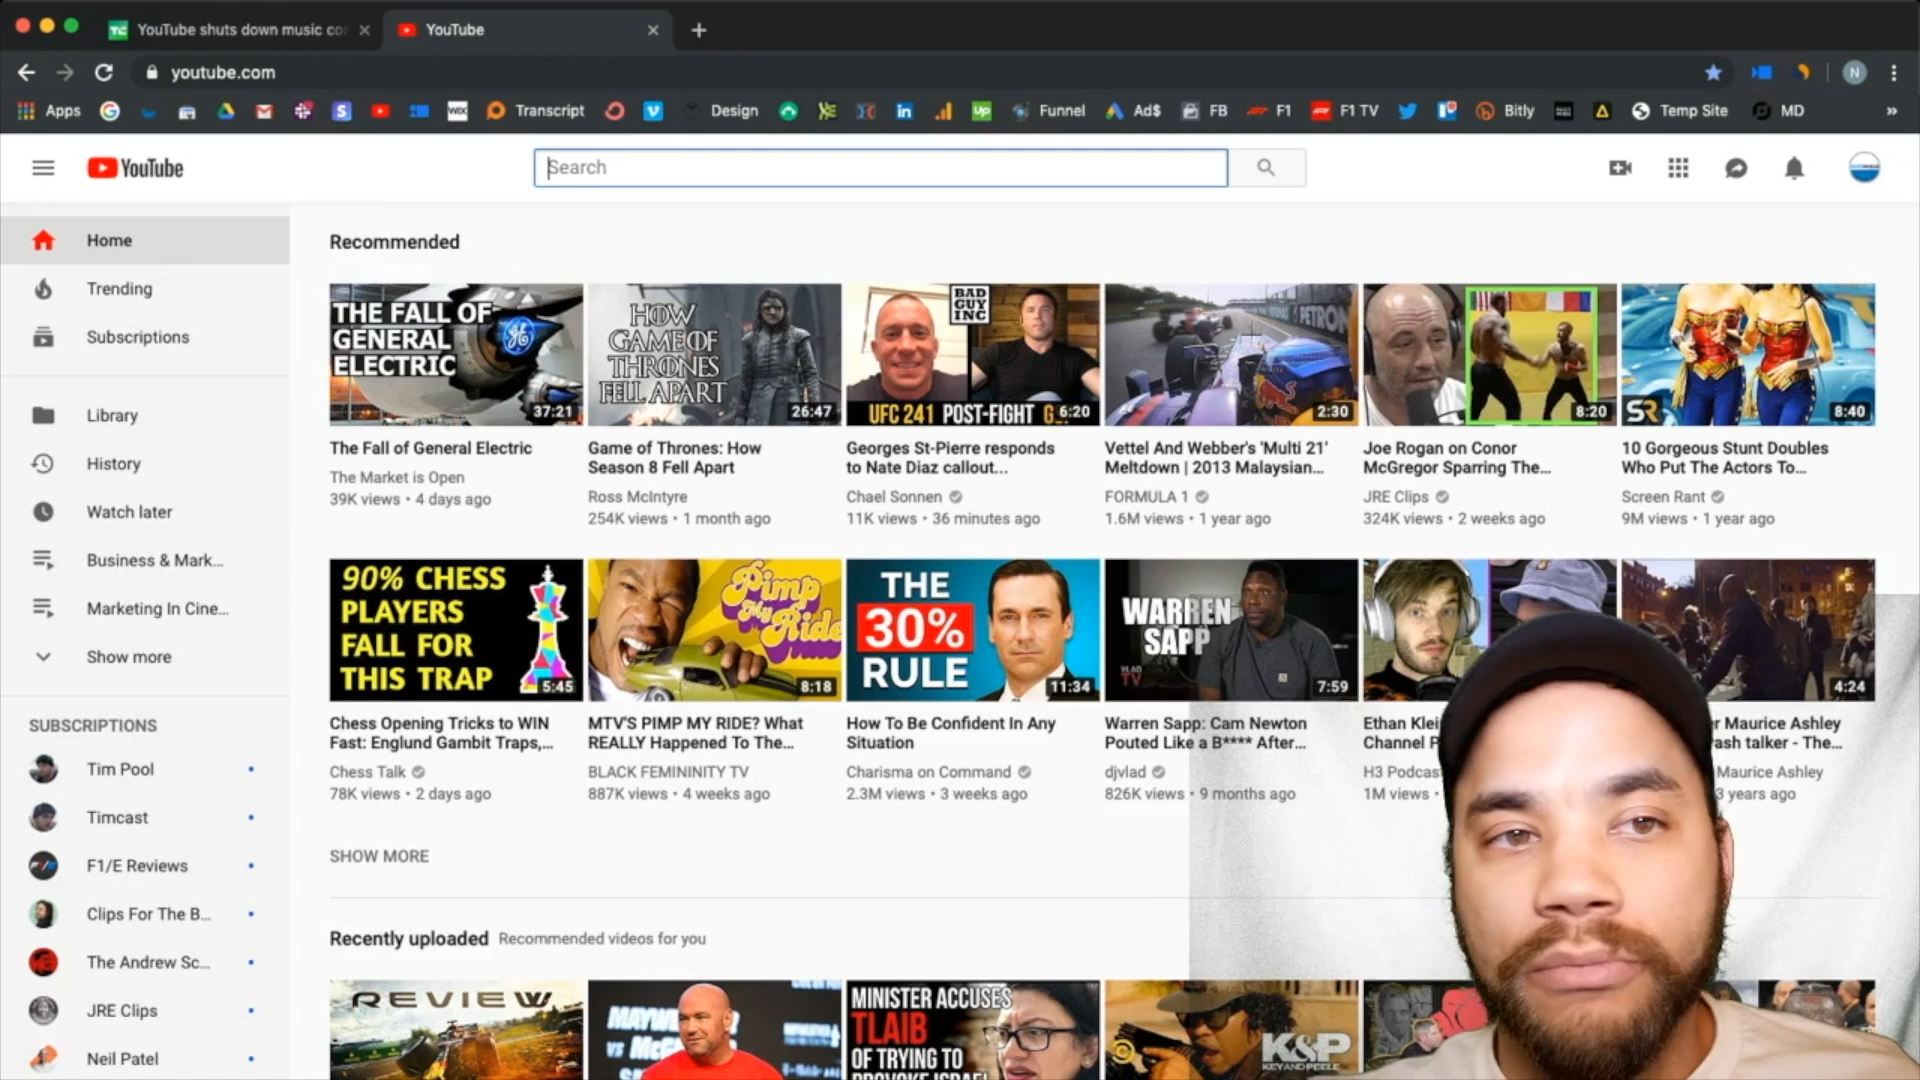 YouTube shuts down music co
YouTube
youtube.com
N
Apps
S
WIX
Transcript
Design
in
Up
Funnel
Ad$
FB
F1
F1 TV
Bitly
Temp Site
MD
YouTube
Search
Home
Trending
Subscriptions
Library
History
Watch later
Business & Mark...
Marketing In Cine...
Show more
SUBSCRIPTIONS
Tim Pool
Timcast
F1/E Reviews
Clips For The B...
The Andrew Sc...
JRE Clips
Neil Patel
Recommended
THE FALL OF
GENERAL
ELECTRIC
37:21
The Fall of General Electric
The Market is Open
39K views • 4 days ago
HOW
GAME OF
THRONES
FELL APART
26:47
Game of Thrones: How
Season 8 Fell Apart
Ross McIntyre
254K views • 1 month ago
BAD
GUY
INC
UFC 241 POST-FIGHT
6:20
Georges St-Pierre responds
to Nate Diaz callout...
Chael Sonnen
11K views • 36 minutes ago
PETRON
2:30
Vettel And Webber's 'Multi 21'
Meltdown | 2013 Malaysian...
FORMULA 1
1.6M views • 1 year ago
8:20
Joe Rogan on Conor
McGregor Sparring The...
JRE Clips
324K views • 2 weeks ago
SR
8:40
10 Gorgeous Stunt Doubles
Who Put The Actors To...
Screen Rant
9M views • 1 year ago
90% CHESS
PLAYERS
FALL FOR
THIS TRAP
5:45
Chess Opening Tricks to WIN
Fast: Englund Gambit Traps,...
Chess Talk
78K views • 2 days ago
Pimp
My Ride
8:18
MTV'S PIMP MY RIDE? What
REALLY Happened To The...
BLACK FEMININITY TV
887K views • 4 weeks ago
THE
30%
RULE
11:34
How To Be Confident In Any
Situation
Charisma on Command
2.3M views • 3 weeks ago
WARREN
SAPP
VLAD
TV
7:59
Warren Sapp: Cam Newton
Pouted Like a B**** After...
djvlad
826K views • 9 months ago
Ethan Klei
Channel P
H3 Podcas
1M views •
4:24
r Maurice Ashley
ash talker - The...
Maurice Ashley
3 years ago
SHOW MORE
Recently uploaded Recommended videos for you
REVIEW
MINISTER ACCUSES
TLAIB
OF TRYING TO
PROVOKE ISRAEL
K&P
KEY AND PEELE